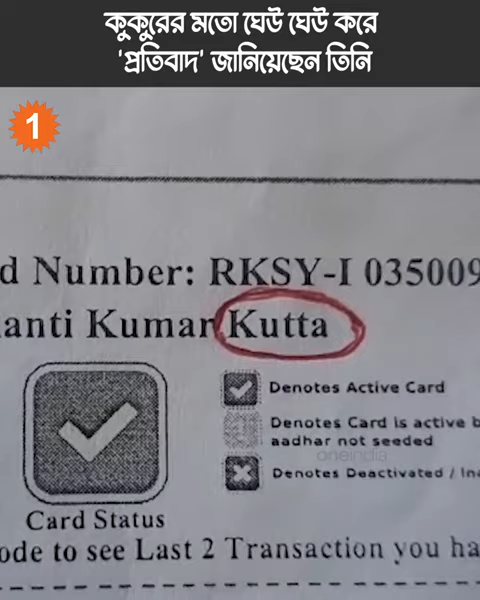 কুকুরের মতো ঘেউ ঘেউ করে
'প্রতিবাদ' জানিয়েছেন তিনি
1
d Number: RKSY-I 035009
anti Kumar Kutta
Denotes Active Card
Denotes Card is active b
aadhar not seeded
oneindia
Denotes Deactivated / Ina
Card Status
ode to see Last 2 Transaction you ha